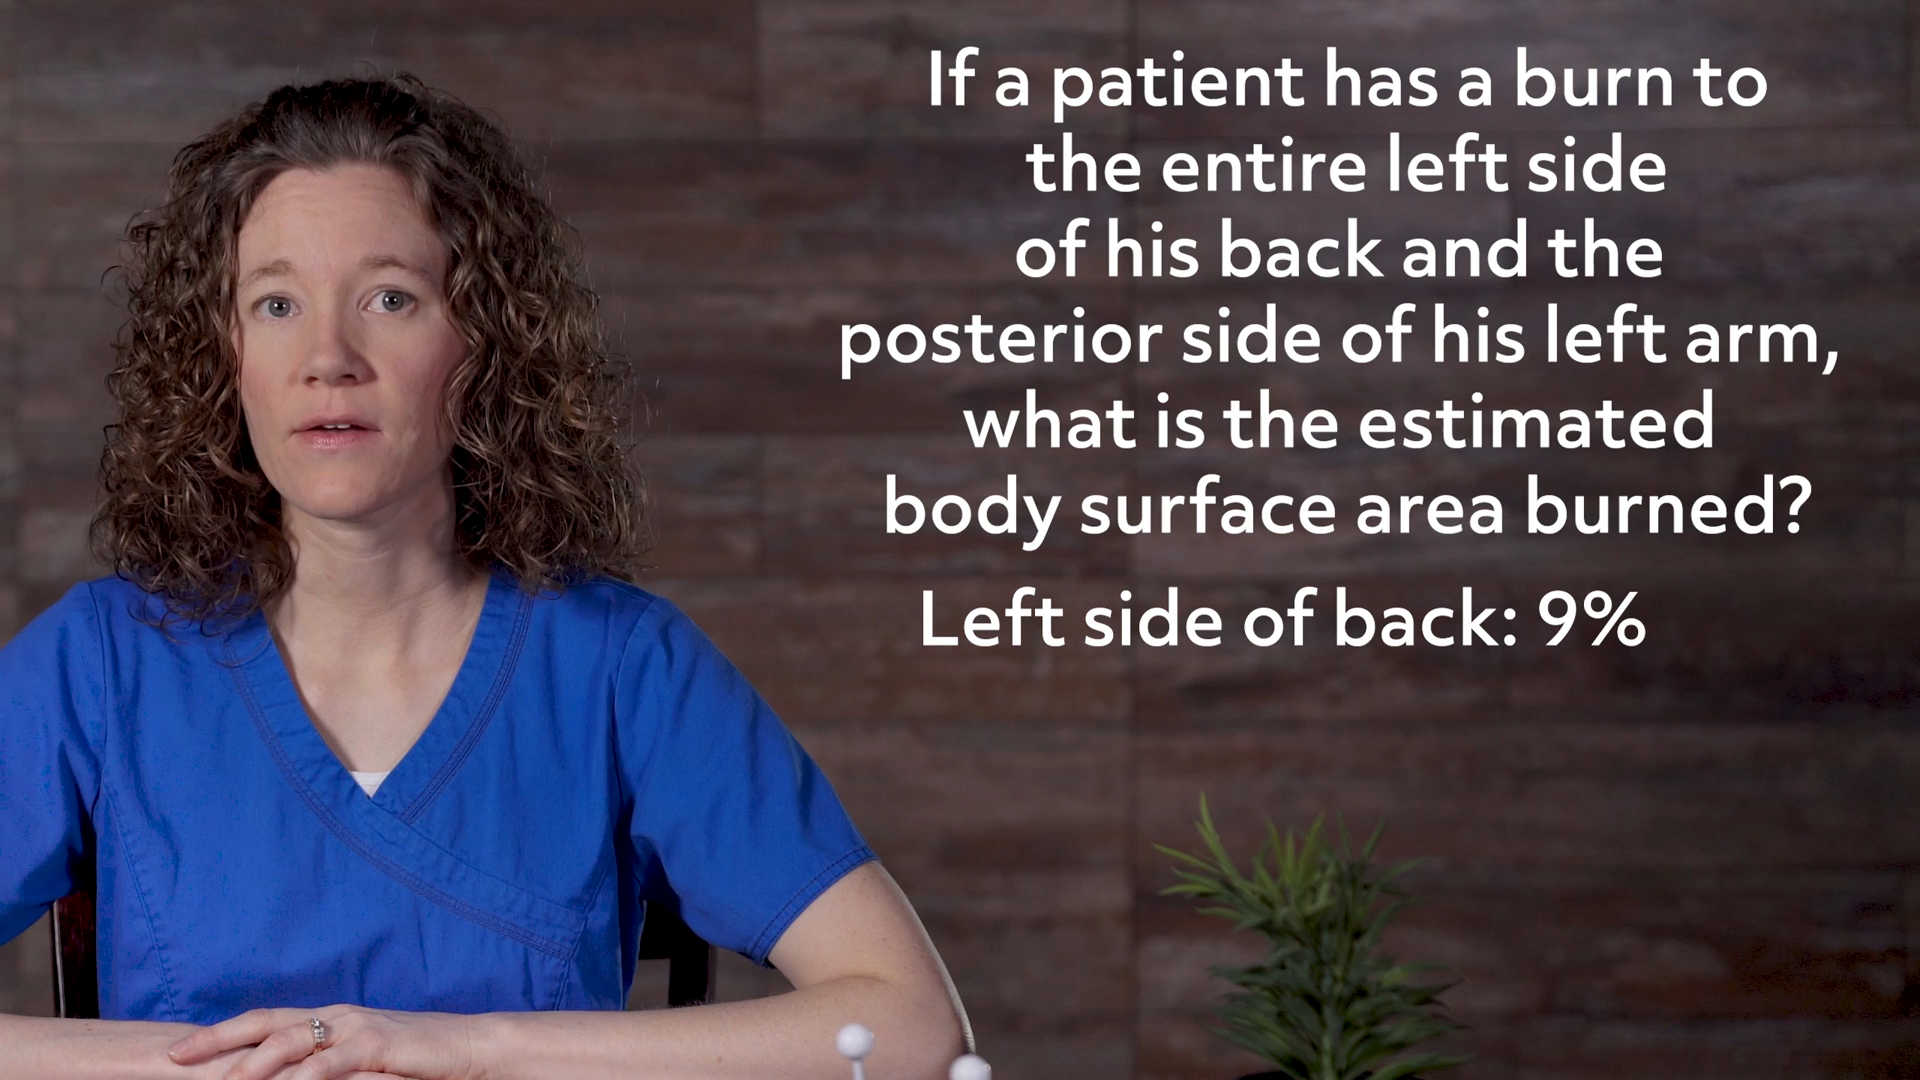 If a patient has a burn to
the entire left side
of his back and the
posterior side of his left arm,
what is the estimated
body surface area burned?
Left side of back: 9%